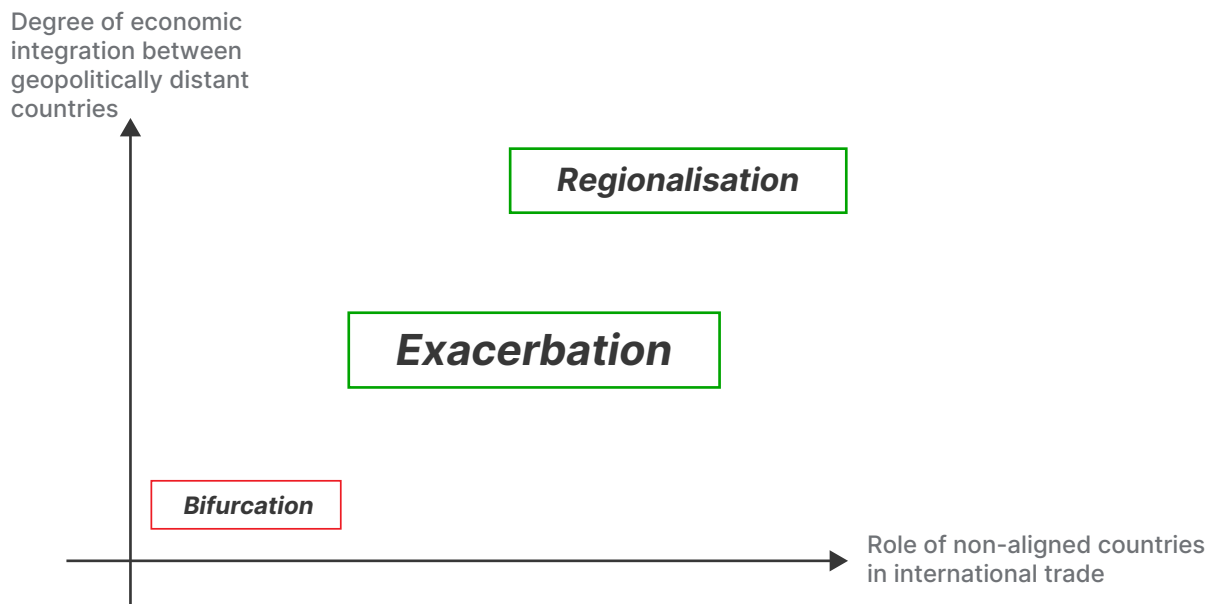 Degree of economic
integration between
geopolitically distant
countries
Regionalisation
Exacerbation
Bifurcation
Role of non-aligned countries
in international trade